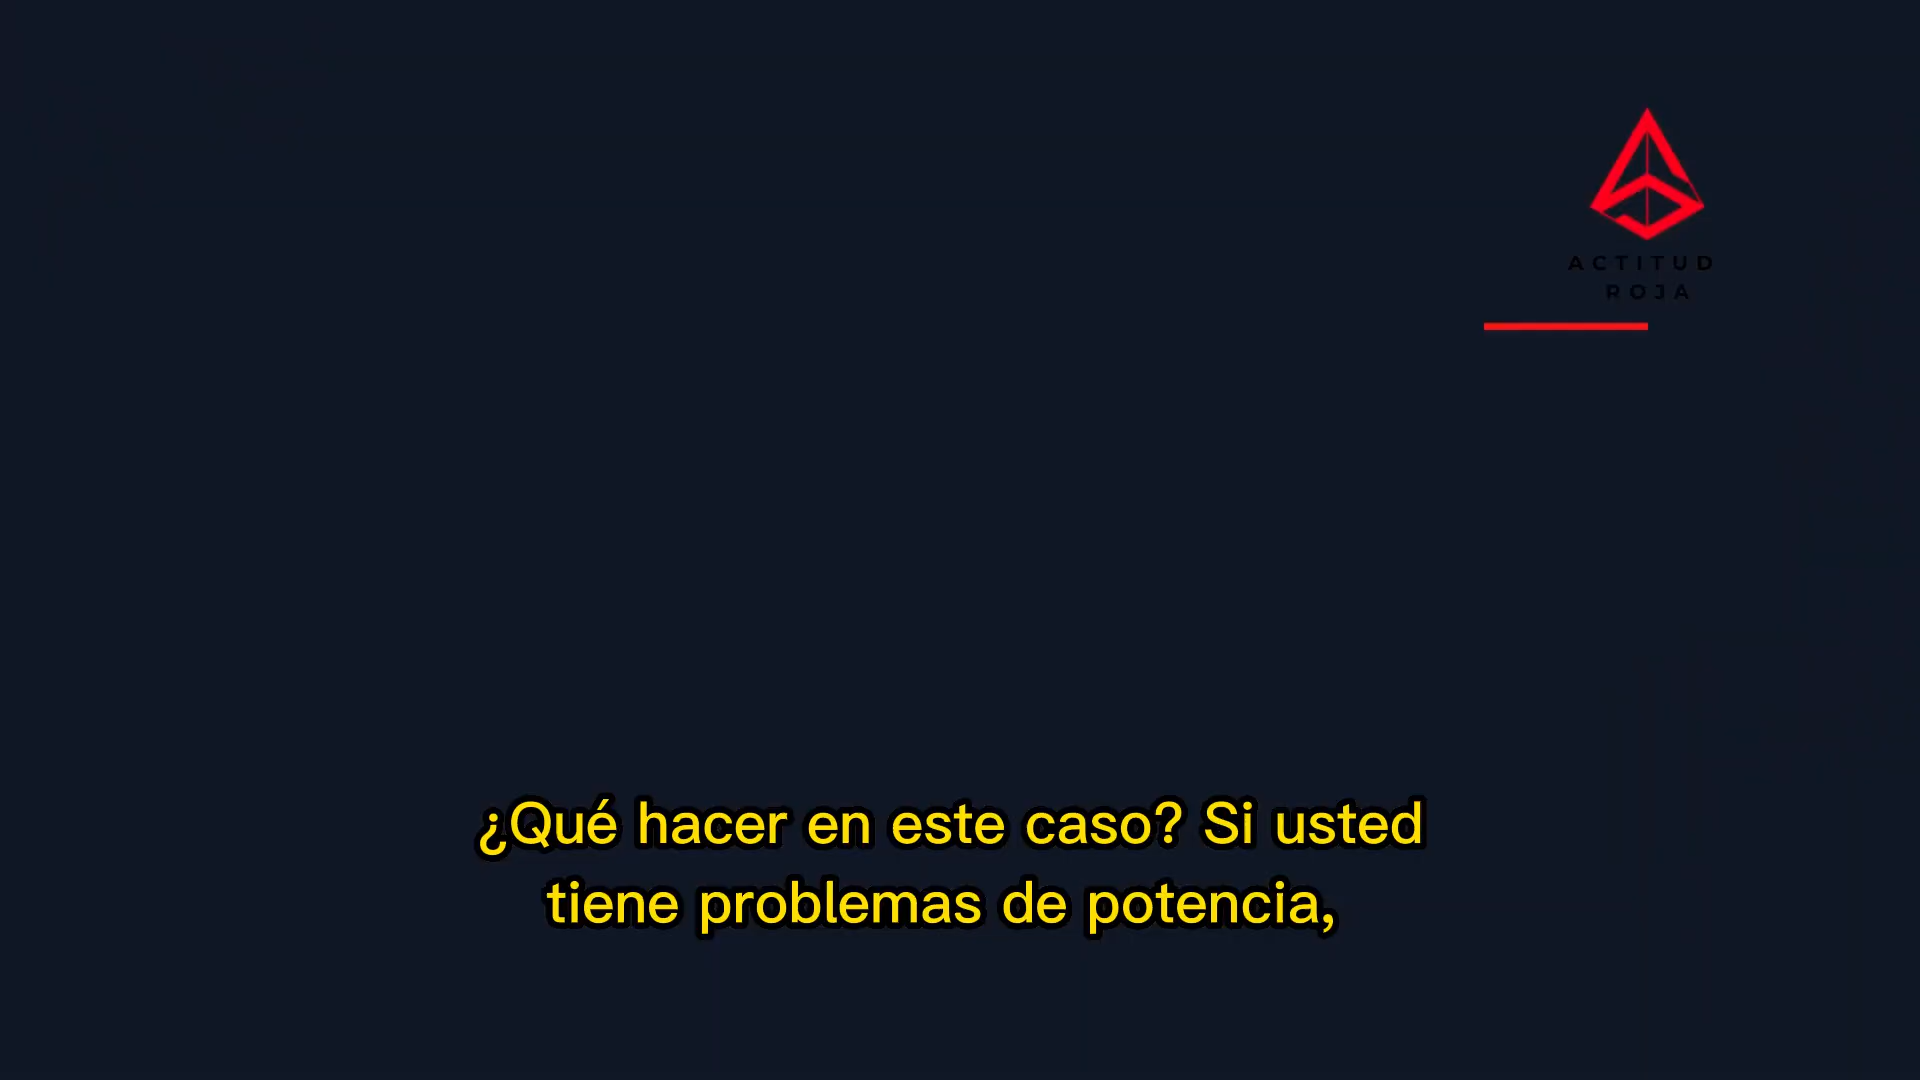 ACTITUD
ROJA
¿Qué hacer en este caso? Si usted
tiene problemas de potencia,